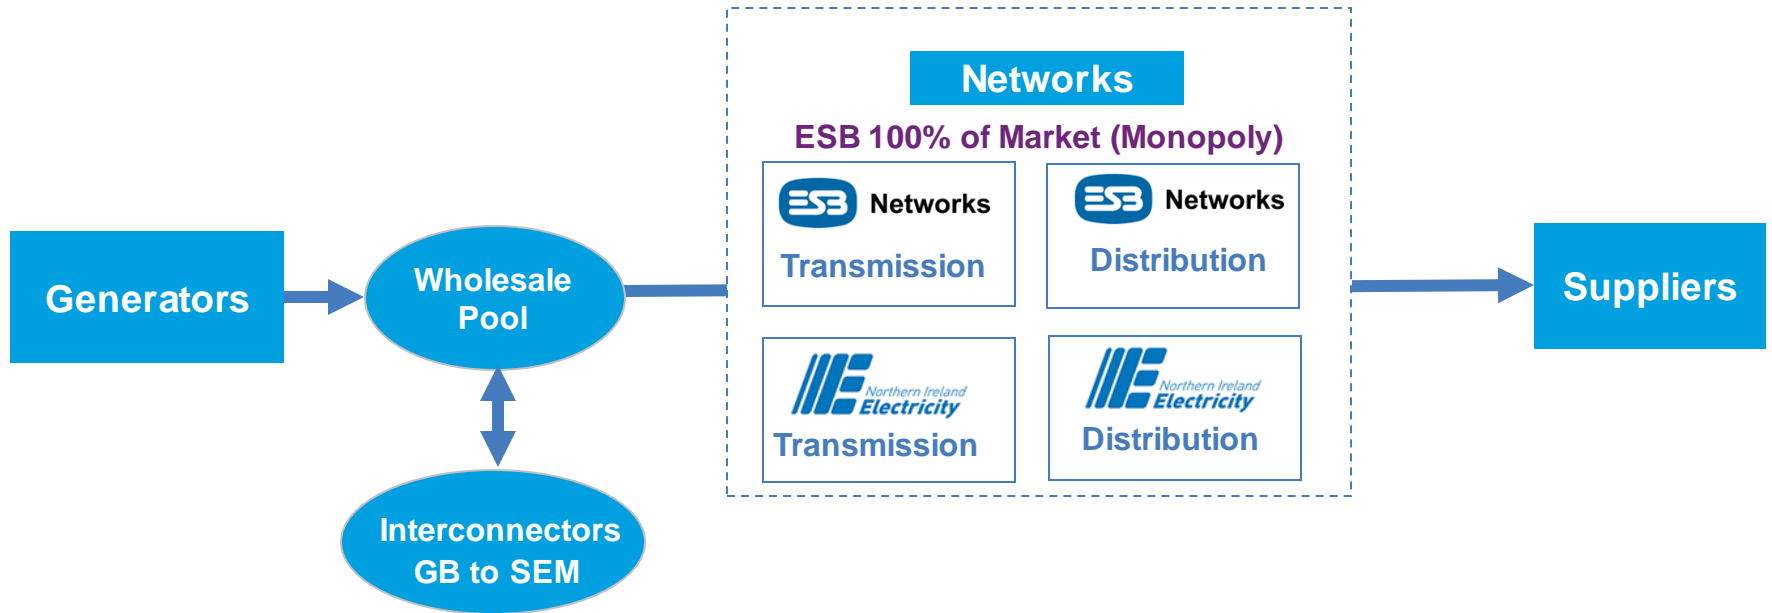 Networks
ESB 100% of Market (Monopoly)
ESB Networks
Transmission
ESB Networks
Distribution
Generators
Wholesale
Pool
Suppliers
Northern Ireland
Electricity
Transmission
Northern Ireland
Electricity
Distribution
Interconnectors
GB to SEM